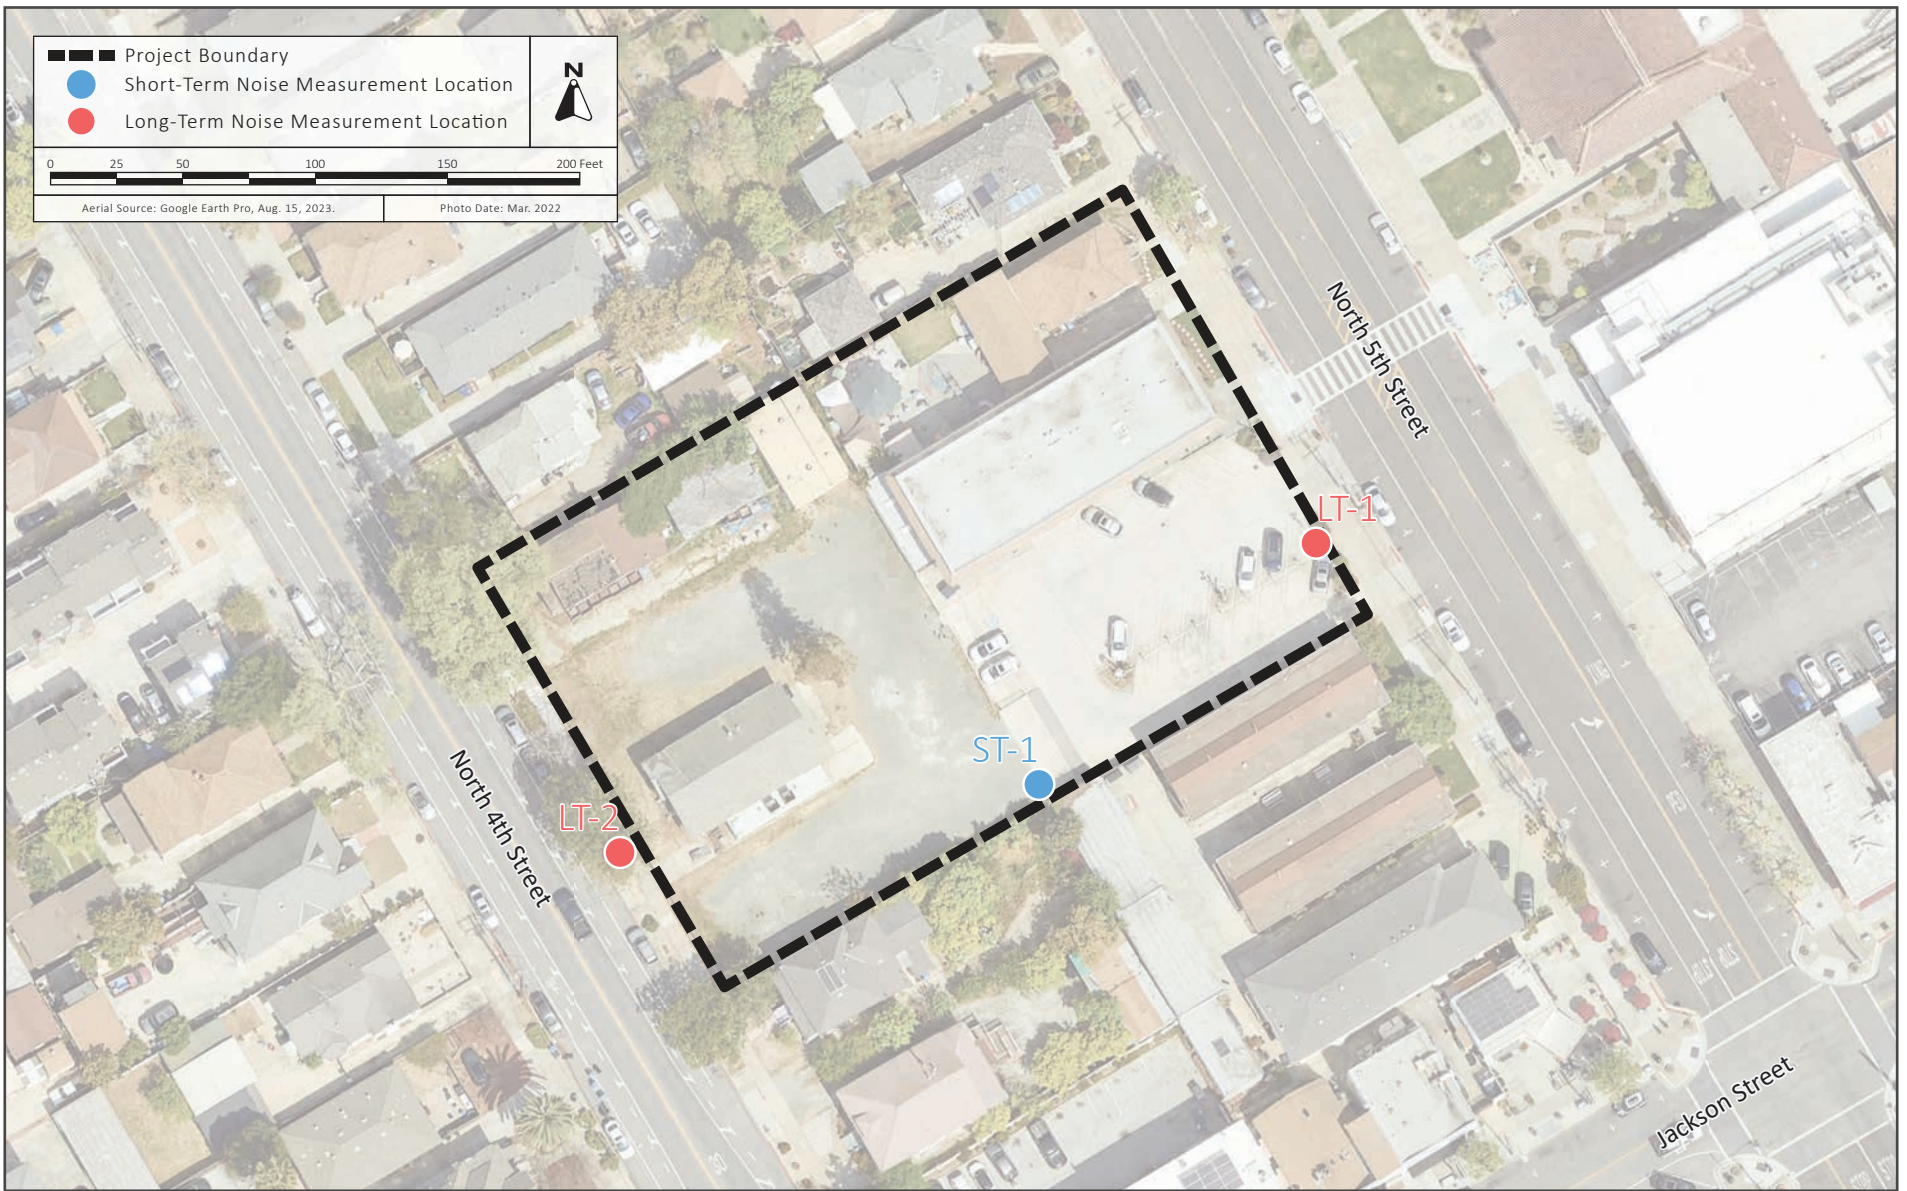 Project Boundary
Short-Term Noise Measurement Location
Long-Term Noise Measurement Location
N
0 25 50 100 150 200 Feet
Aerial Source: Google Earth Pro, Aug. 15, 2023.
Photo Date: Mar. 2022
North 5th Street
LT-1
ST-1
LT-2
North 4th Street
Jackson Street